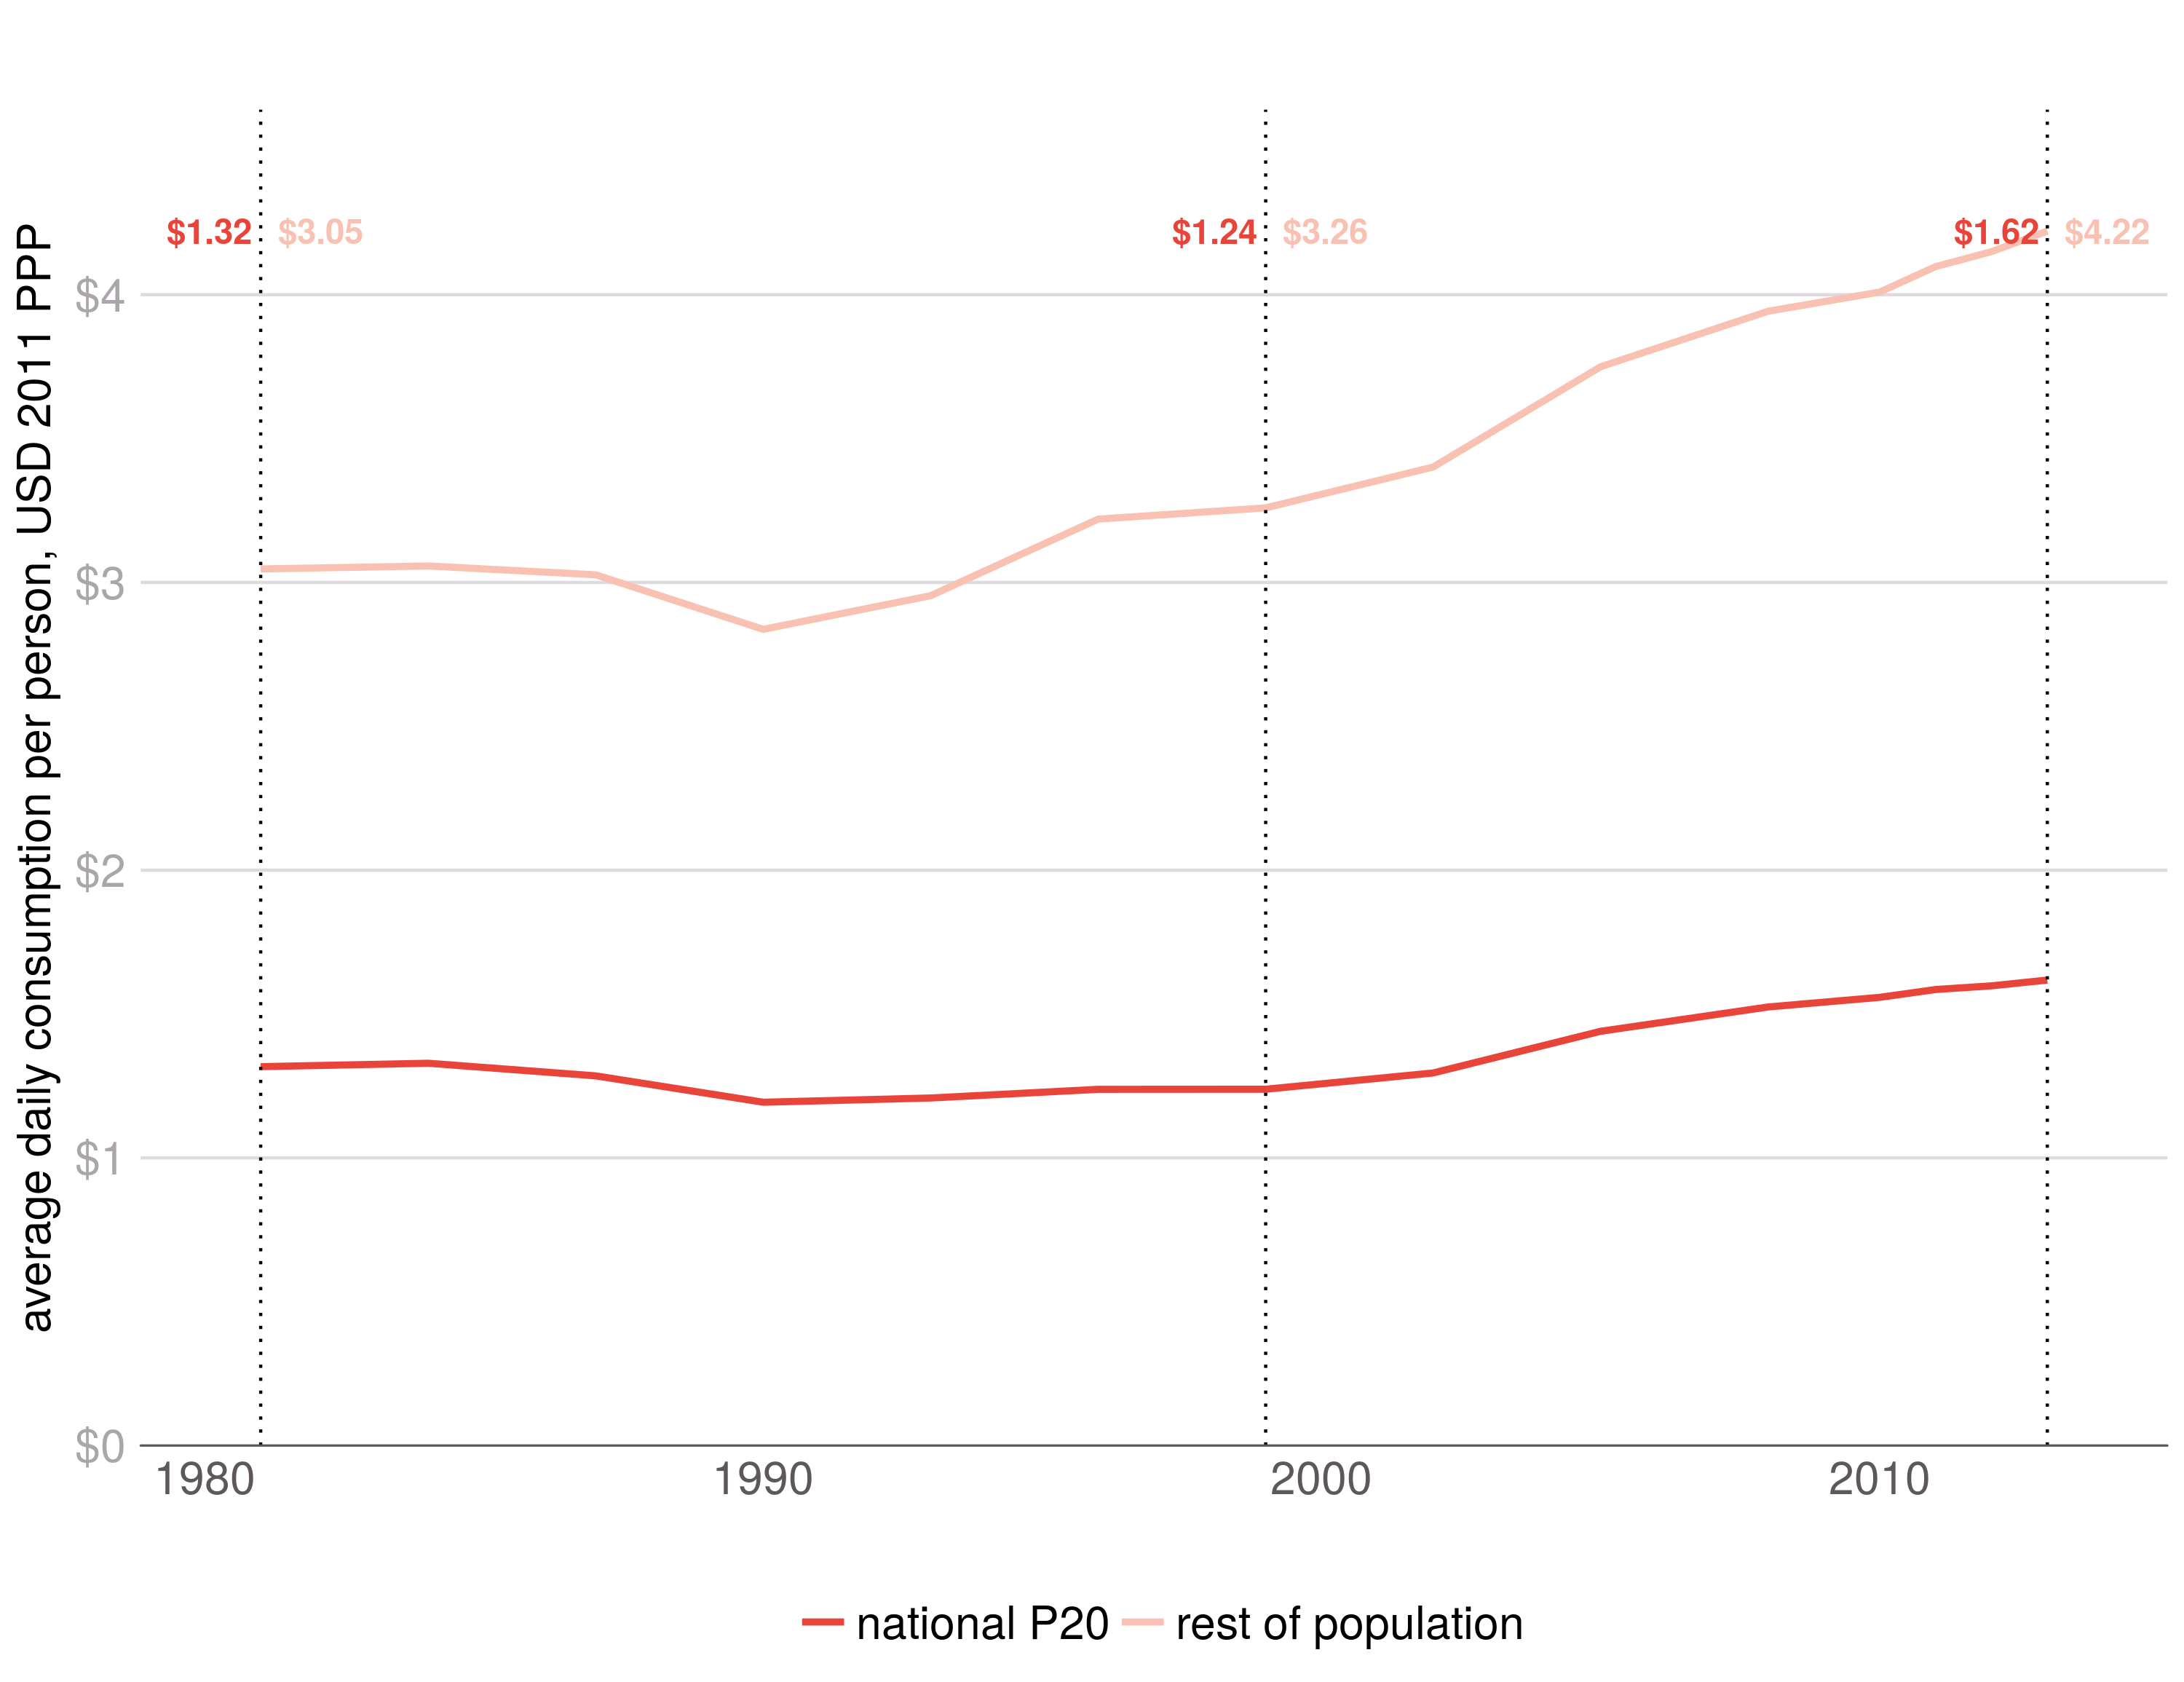 average daily consumption per person, USD 2011 PPP
$1.32 $3.05 $1.24 $3.26 $1.62 $4.22
$4
$3
$2
$1
$0
1980 1990 2000 2010
national P20 rest of population